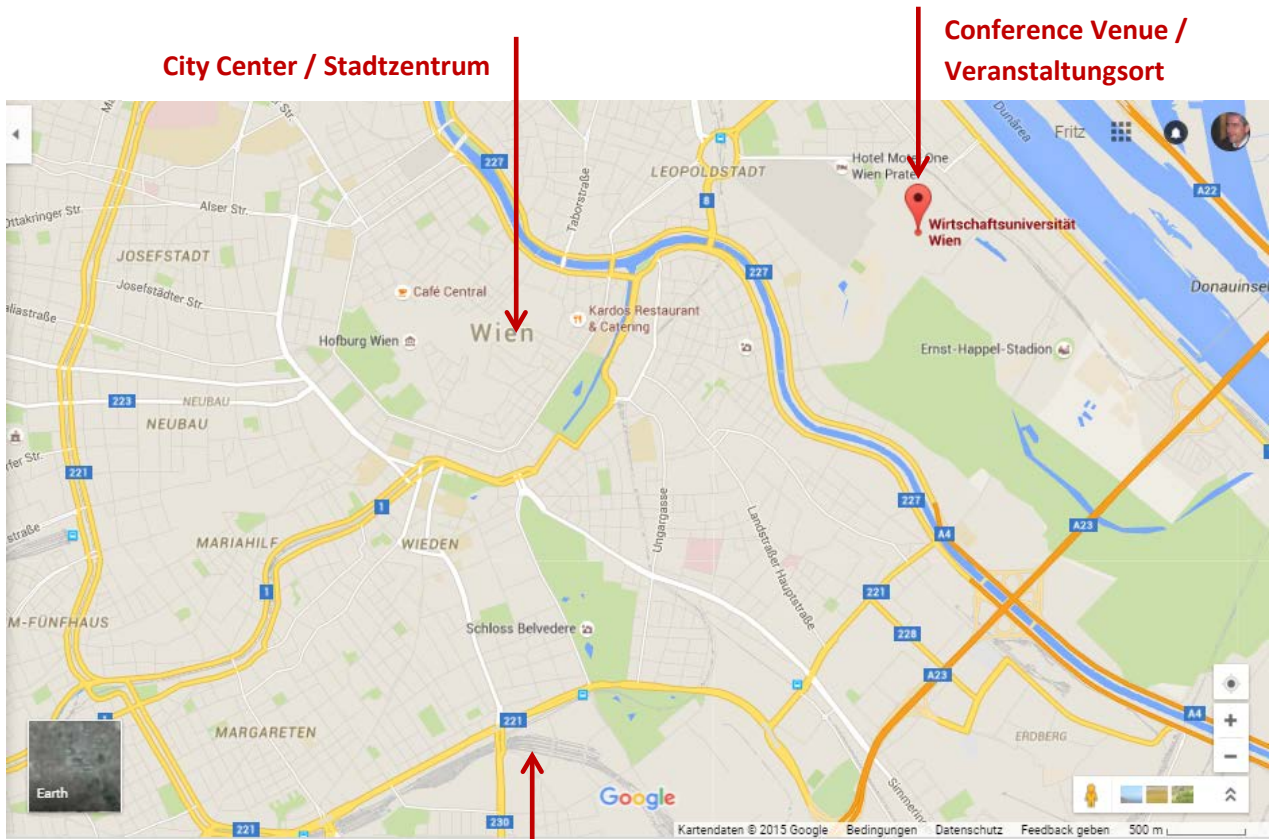 City Center / Stadtzentrum
Conference Venue /
Veranstaltungsort
Dunărea
Fritz
227
LEOPOLDSTADT
Hotel Motel One
Wien Prater
A22
Taborstraße
8
Ottakringer Str.
Alser Str.
Wirtschaftsuniversität
Wien
JOSEFSTADT
227
Josefstädter Str.
Café Central
Donauinsel
Kardos Restaurant
& Catering
Hofburg Wien
Wien
Ernst-Happel-Stadion
223
NEUBAU
NEUBAU
221
227
1
Ungargasse
Landstraßer Hauptstraße
A23
A4
MARIAHILF
WIEDEN
1
221
M-FÜNFHAUS
Schloss Belvedere
228
A23
A4
1
221
MARGARETEN
ERDBERG
Earth
Google
Simmering
221
230
Kartendaten © 2015 Google
Bedingungen
Datenschutz
Feedback geben
500 m